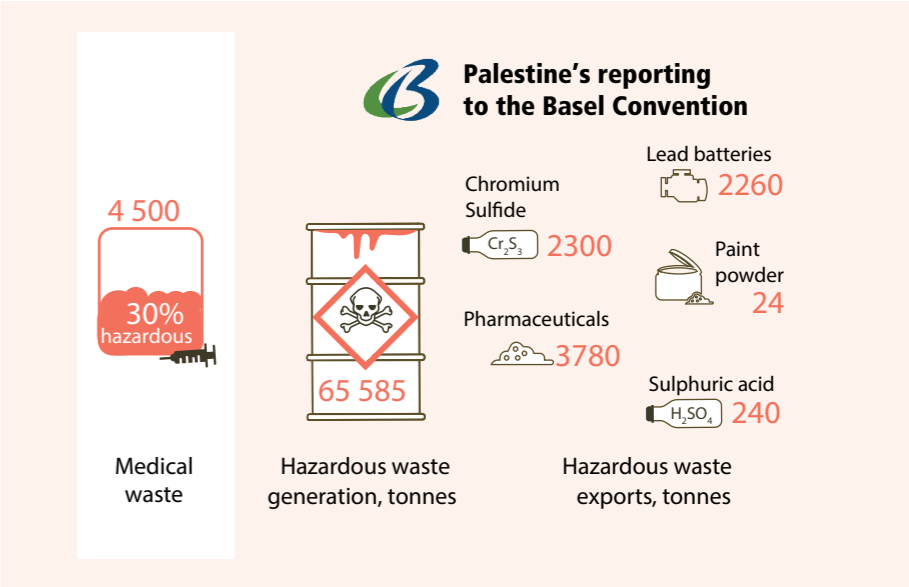 Palestine’s reporting
to the Basel Convention
4 500
30%
hazardous
Medical
waste
65 585
Hazardous waste
generation, tonnes
Chromium
Sulfide
Cr₂S₃
2300
Pharmaceuticals
3780
Lead batteries
2260
Paint
powder
24
Sulphuric acid
H₂SO₄
240
Hazardous waste
exports, tonnes